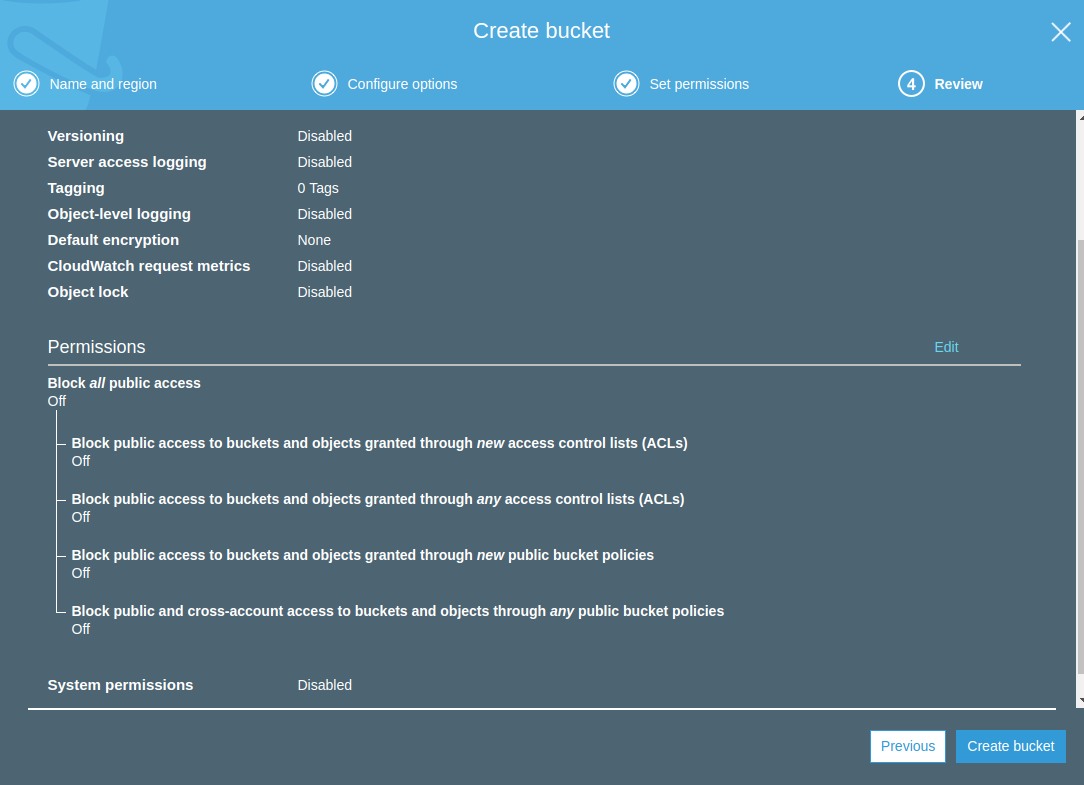 Create bucket
Name and region
Configure options
Set permissions
4 Review
Versioning Disabled
Server access logging Disabled
Tagging 0 Tags
Object-level logging Disabled
Default encryption None
CloudWatch request metrics Disabled
Object lock Disabled
Permissions Edit
Block all public access
Off
Block public access to buckets and objects granted through new access control lists (ACLs)
Off
Block public access to buckets and objects granted through any access control lists (ACLs)
Off
Block public access to buckets and objects granted through new public bucket policies
Off
Block public and cross-account access to buckets and objects through any public bucket policies
Off
System permissions Disabled
Previous Create bucket